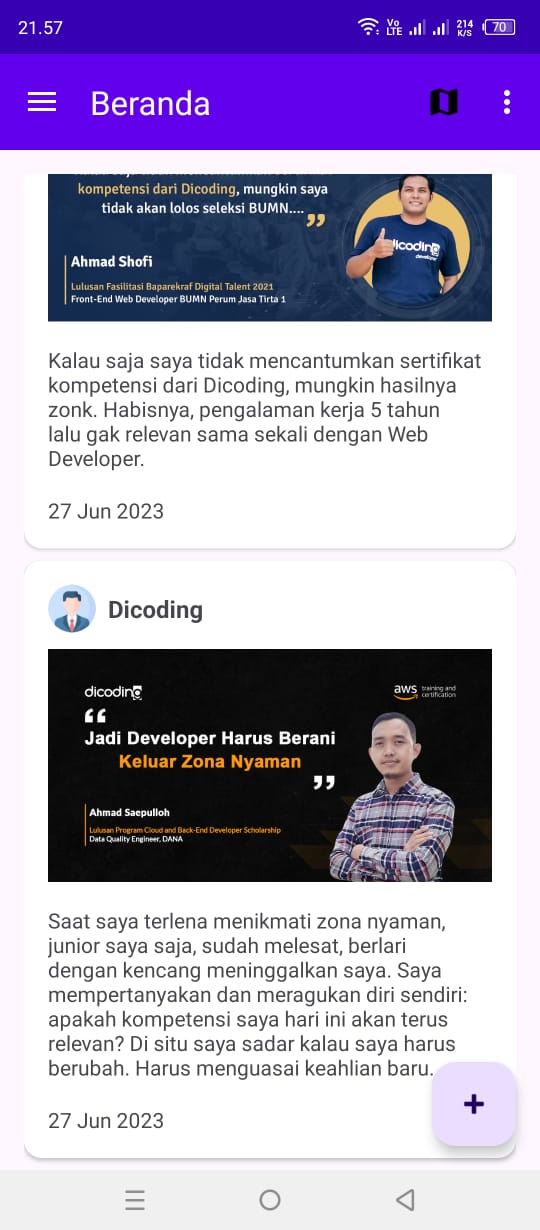 21.57
Vo
LTE
214
K/S
70
Beranda
kompetensi dari Dicoding, mungkin saya
tidak akan lolos seleksi BUMN....
”
Ahmad Shofi
Lulusan Fasilitasi Baparekraf Digital Talent 2021
Front-End Web Developer BUMN Perum Jasa Tirta 1
dicoding
developer
Kalau saja saya tidak mencantumkan sertifikat
kompetensi dari Dicoding, mungkin hasilnya
zonk. Habisnya, pengalaman kerja 5 tahun
lalu gak relevan sama sekali dengan Web
Developer.
27 Jun 2023
Dicoding
dicoding
aws training and
certification
“
Jadi Developer Harus Berani
Keluar Zona Nyaman
”
Ahmad Saepulloh
Lulusan Program Cloud and Back-End Developer Scholarship
Data Quality Engineer, DANA
Saat saya terlena menikmati zona nyaman,
junior saya saja, sudah melesat, berlari
dengan kencang meninggalkan saya. Saya
mempertanyakan dan meragukan diri sendiri:
apakah kompetensi saya hari ini akan terus
relevan? Di situ saya sadar kalau saya harus
berubah. Harus menguasai keahlian baru.
27 Jun 2023
+